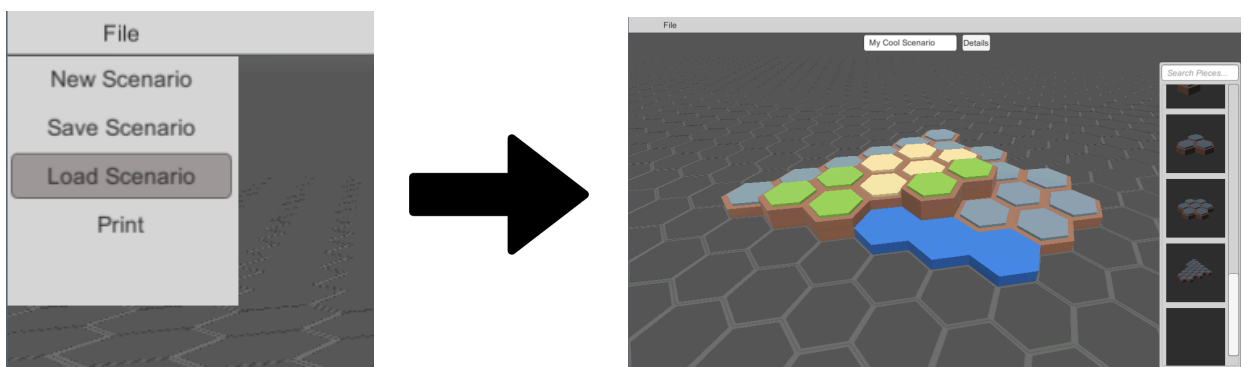 File
New Scenario
Save Scenario
Load Scenario
Print
File
My Cool Scenario
Details
Search Pieces...